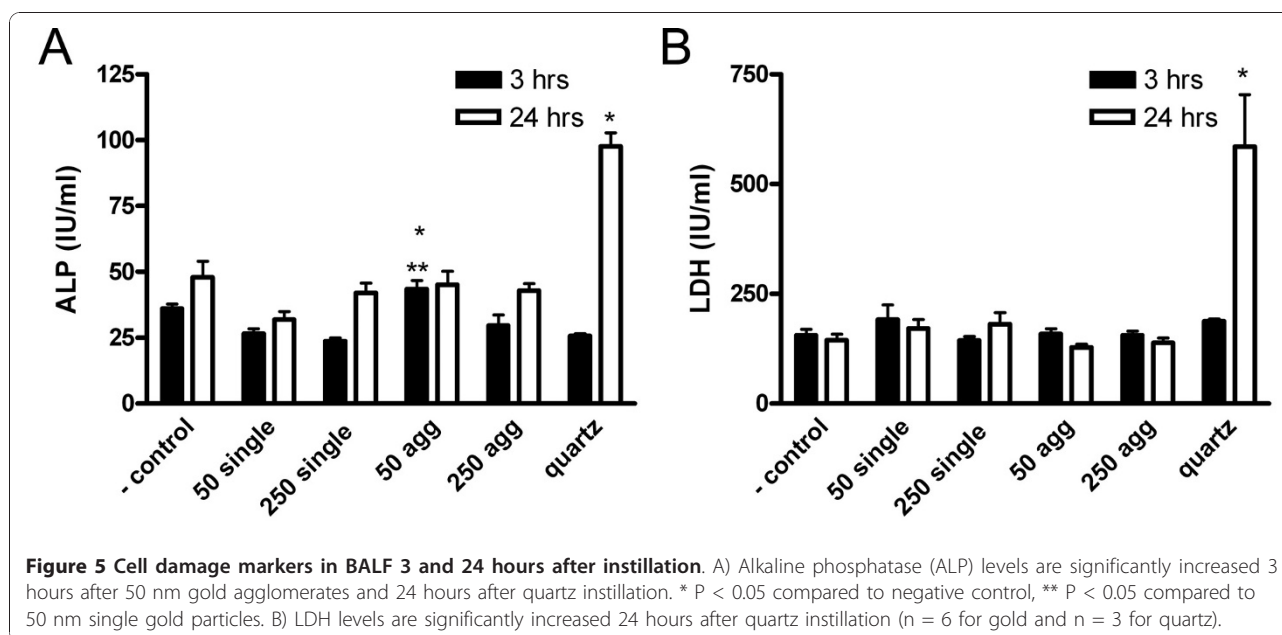 A
125
100
75
50
25
0
ALP (IU/ml)
3 hrs
24 hrs
*
*
**
- control
50 single
250 single
50 agg
250 agg
quartz
B
750
500
250
0
LDH (IU/ml)
3 hrs
24 hrs
*
- control
50 single
250 single
50 agg
250 agg
quartz
Figure 5 Cell damage markers in BALF 3 and 24 hours after instillation. A) Alkaline phosphatase (ALP) levels are significantly increased 3
hours after 50 nm gold agglomerates and 24 hours after quartz instillation. * P < 0.05 compared to negative control, ** P < 0.05 compared to
50 nm single gold particles. B) LDH levels are significantly increased 24 hours after quartz instillation (n = 6 for gold and n = 3 for quartz).